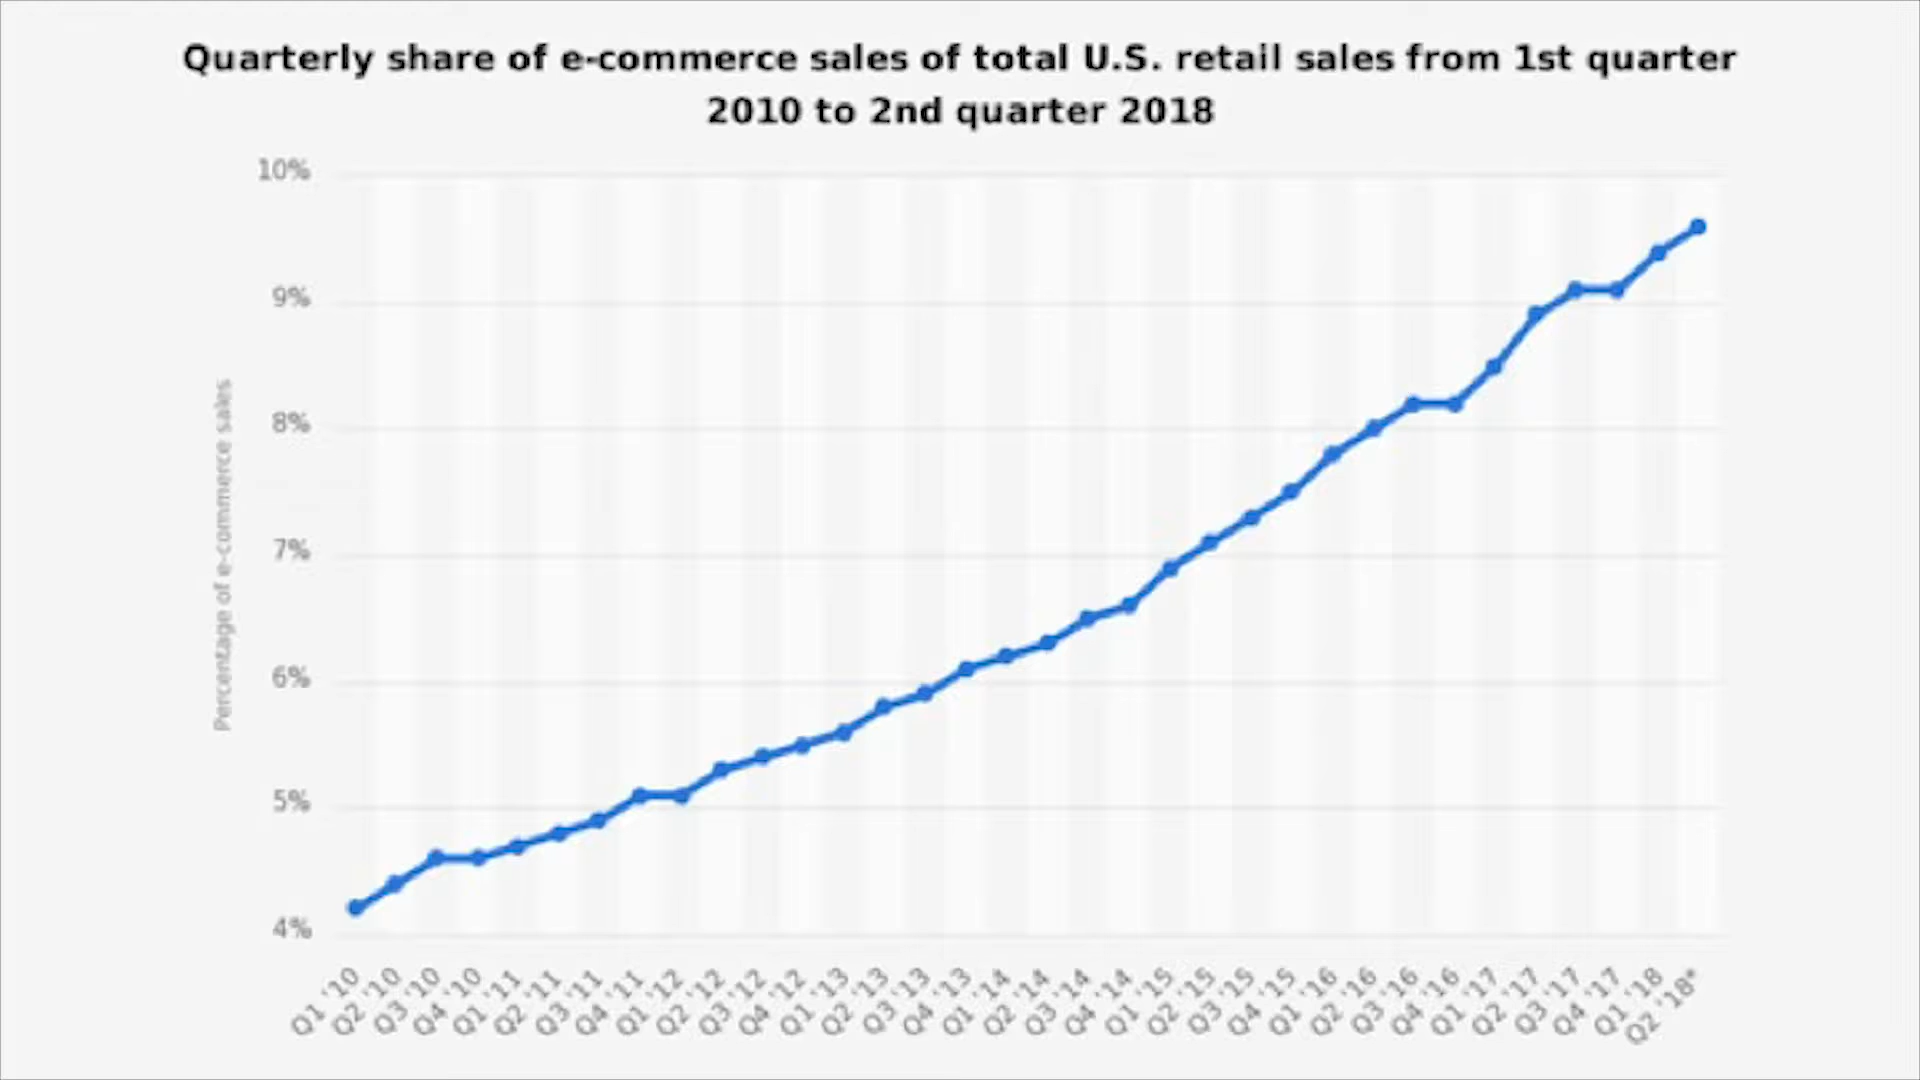 Quarterly share of e-commerce sales of total U.S. retail sales from 1st quarter
2010 to 2nd quarter 2018
10%
9%
8%
7%
6%
5%
4%
Percentage of e-commerce sales
Q1 '10
Q2 '10
Q3 '10
Q4 '10
Q1 '11
Q2 '11
Q3 '11
Q4 '11
Q1 '12
Q2 '12
Q3 '12
Q4 '12
Q1 '13
Q2 '13
Q3 '13
Q4 '13
Q1 '14
Q2 '14
Q3 '14
Q4 '14
Q1 '15
Q2 '15
Q3 '15
Q4 '15
Q1 '16
Q2 '16
Q3 '16
Q4 '16
Q1 '17
Q2 '17
Q3 '17
Q4 '17
Q1 '18
Q2 '18*